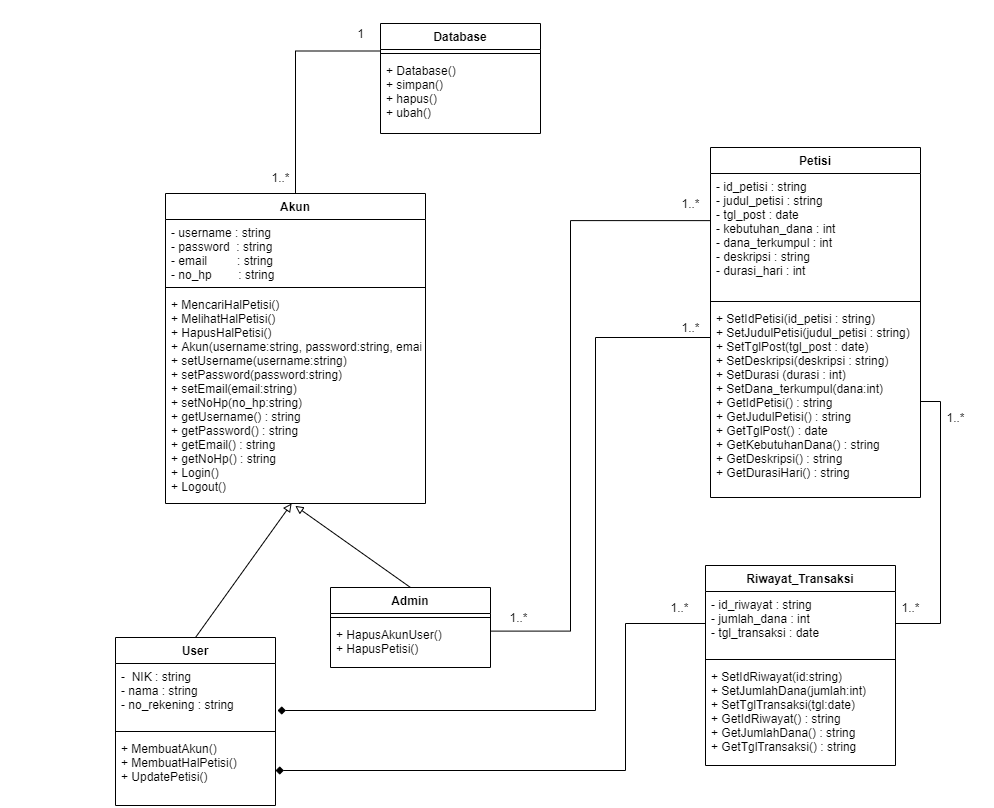 Database
+ Database()
+ simpan()
+ hapus()
+ ubah()
1
1..*
Akun
- username : string
- password : string
- email : string
- no_hp : string
+ MencariHalPetisi()
+ MelihatHalPetisi()
+ HapusHalPetisi()
+ Akun(username:string, password:string, emai
+ setUsername(username:string)
+ setPassword(password:string)
+ setEmail(email:string)
+ setNoHp(no_hp:string)
+ getUsername() : string
+ getPassword() : string
+ getEmail() : string
+ getNoHp() : string
+ Login()
+ Logout()
Petisi
- id_petisi : string
- judul_petisi : string
- tgl_post : date
- kebutuhan_dana : int
- dana_terkumpul : int
- deskripsi : string
- durasi_hari : int
+ SetIdPetisi(id_petisi : string)
+ SetJudulPetisi(judul_petisi : string)
+ SetTglPost(tgl_post : date)
+ SetDeskripsi(deskripsi : string)
+ SetDurasi (durasi : int)
+ SetDana_terkumpul(dana:int)
+ GetIdPetisi() : string
+ GetJudulPetisi() : string
+ GetTglPost() : date
+ GetKebutuhanDana() : string
+ GetDeskripsi() : string
+ GetDurasiHari() : string
1..*
1..*
1..*
Admin
+ HapusAkunUser()
+ HapusPetisi()
1..*
User
- NIK : string
- nama : string
- no_rekening : string
+ MembuatAkun()
+ MembuatHalPetisi()
+ UpdatePetisi()
Riwayat_Transaksi
- id_riwayat : string
- jumlah_dana : int
- tgl_transaksi : date
+ SetIdRiwayat(id:string)
+ SetJumlahDana(jumlah:int)
+ SetTglTransaksi(tgl:date)
+ GetIdRiwayat() : string
+ GetJumlahDana() : string
+ GetTglTransaksi() : string
1..*
1..*